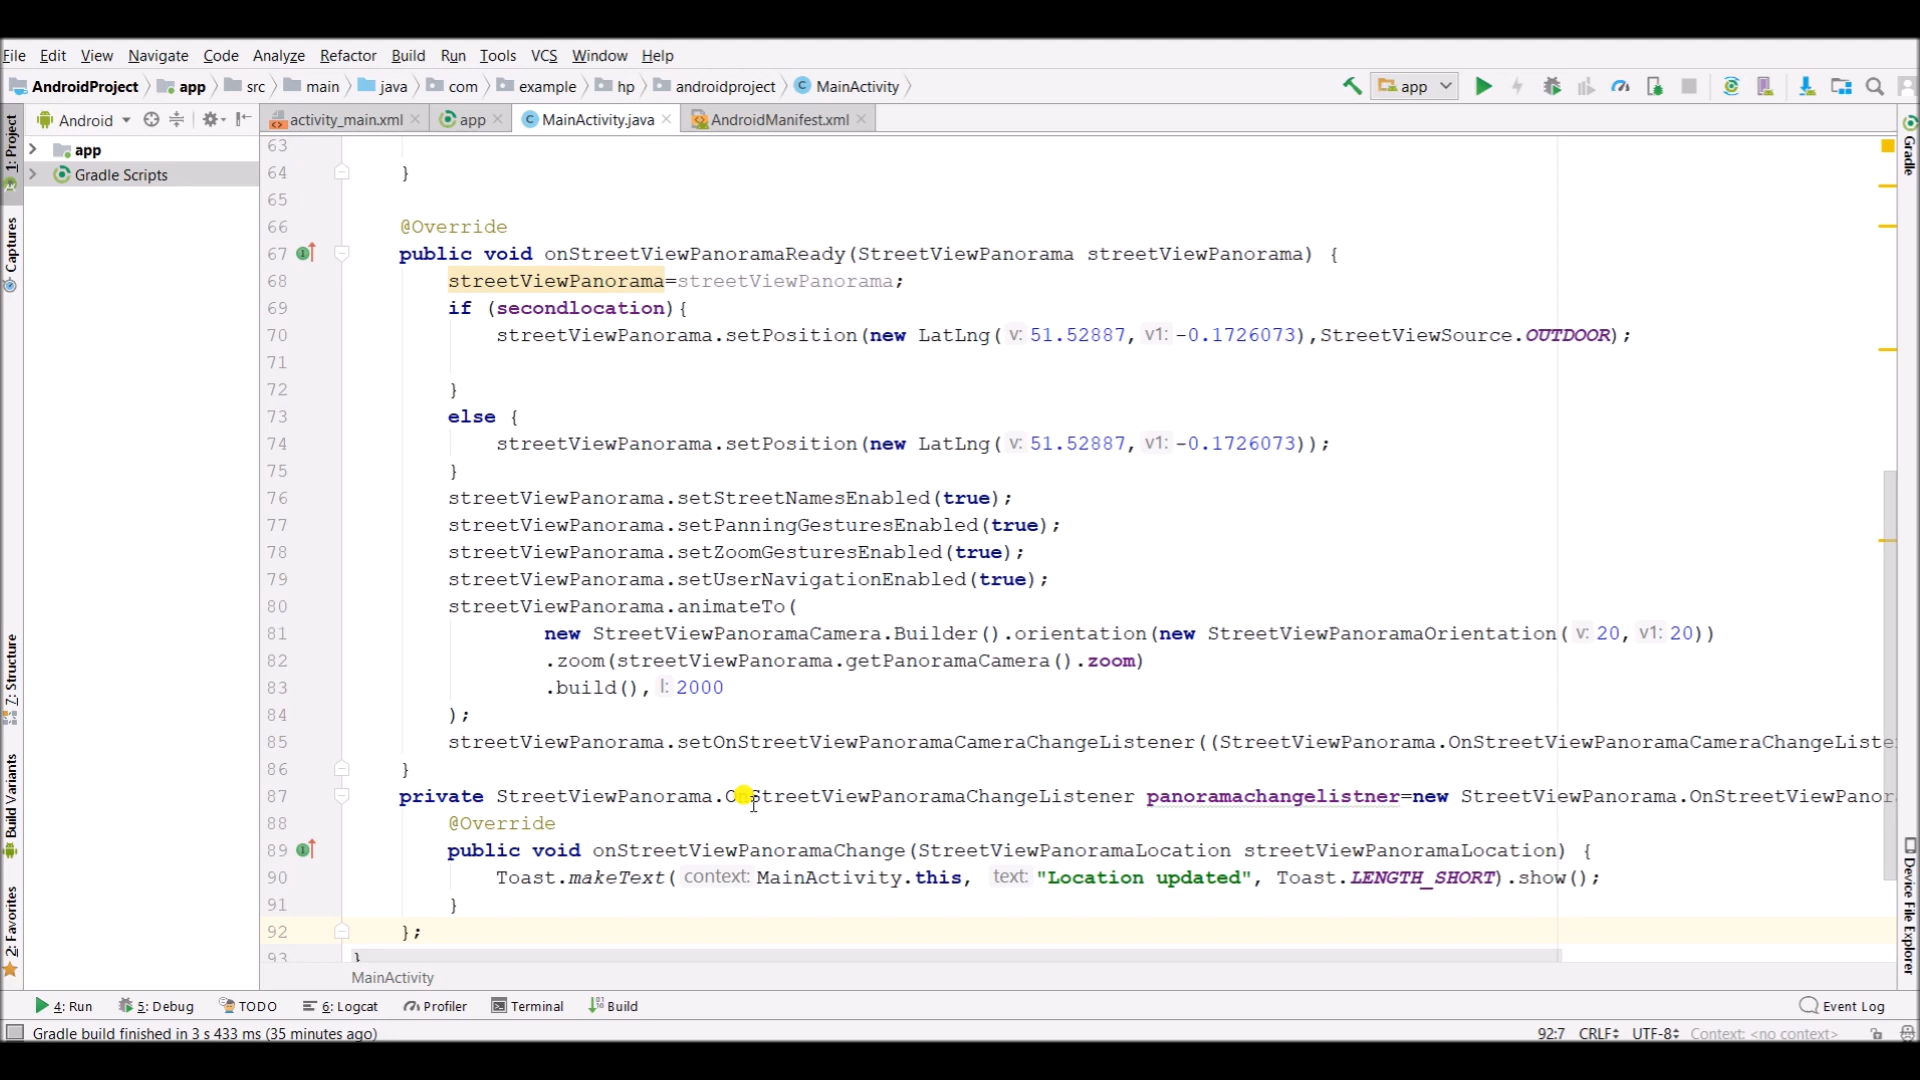 File Edit View Navigate Code Analyze Refactor Build Run Tools VCS Window Help
AndroidProject app src main java com example hp androidproject MainActivity app
Android activity_main.xml app MainActivity.java AndroidManifest.xml
1: Project
Captures
7: Structure
Build Variants
2: Favorites
app
Gradle Scripts
Gradle
Device File Explorer
63
64 }
65
66 @Override
67 public void onStreetViewPanoramaReady(StreetViewPanorama streetViewPanorama) {
68 streetViewPanorama=streetViewPanorama;
69 if (secondlocation){
70 streetViewPanorama.setPosition(new LatLng( v: 51.52887, v1: -0.1726073),StreetViewSource.OUTDOOR);
71
72 }
73 else {
74 streetViewPanorama.setPosition(new LatLng( v: 51.52887, v1: -0.1726073));
75 }
76 streetViewPanorama.setStreetNamesEnabled(true);
77 streetViewPanorama.setPanningGesturesEnabled(true);
78 streetViewPanorama.setZoomGesturesEnabled(true);
79 streetViewPanorama.setUserNavigationEnabled(true);
80 streetViewPanorama.animateTo(
81 new StreetViewPanoramaCamera.Builder().orientation(new StreetViewPanoramaOrientation( v: 20, v1: 20))
82 .zoom(streetViewPanorama.getPanoramaCamera().zoom)
83 .build(), l: 2000
84 );
85 streetViewPanorama.setOnStreetViewPanoramaCameraChangeListener((StreetViewPanorama.OnStreetViewPanoramaCameraChangeListe
86 }
87 private StreetViewPanorama.OnStreetViewPanoramaChangeListener panoramachangelistner=new StreetViewPanorama.OnStreetViewPanor
88 @Override
89 public void onStreetViewPanoramaChange(StreetViewPanoramaLocation streetViewPanoramaLocation) {
90 Toast.makeText( context: MainActivity.this, text: "Location updated", Toast.LENGTH_SHORT).show();
91 }
92 };
93 }
MainActivity
4: Run 5: Debug TODO 6: Logcat Profiler Terminal Build Event Log
Gradle build finished in 3 s 433 ms (35 minutes ago) 92:7 CRLF UTF-8 Context: <no context>